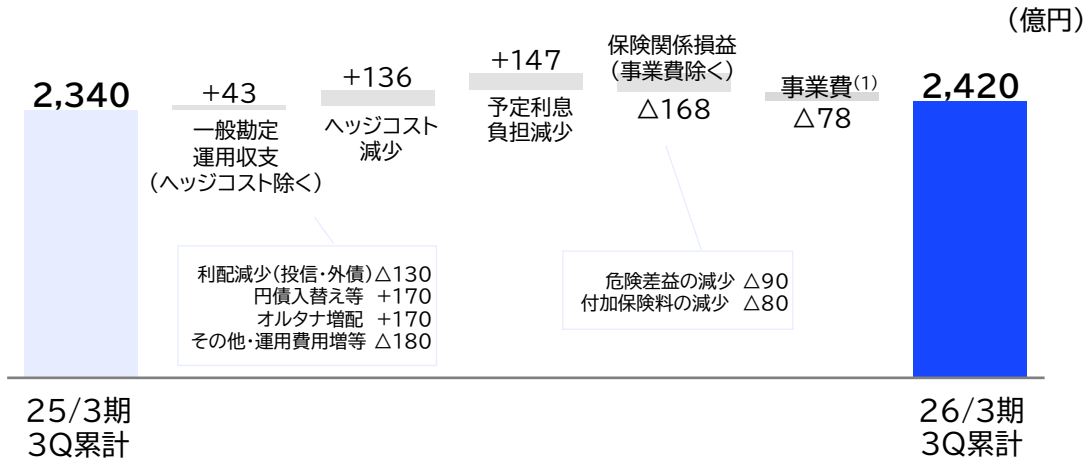 (億円)
2,340
+43
一般勘定
運用収支
(ヘッジコスト除く)
+136
ヘッジコスト
減少
+147
予定利息
負担減少
保険関係損益
(事業費除く)
△168
事業費(1)
△78
2,420
利配減少(投信・外債)△130
円債入替え等 +170
オルタナ増配 +170
その他・運用費用増等 △180
危険差益の減少 △90
付加保険料の減少 △80
25/3期
3Q累計
26/3期
3Q累計